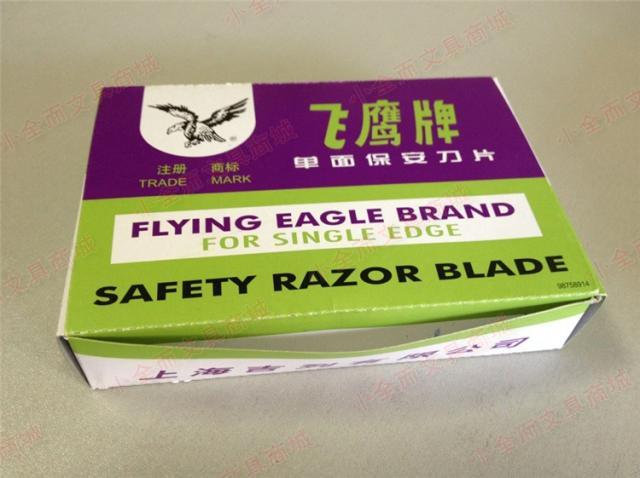 飞鹰牌
单面保安刀片
注册 商标
TRADE MARK
®
FLYING EAGLE BRAND
FOR SINGLE EDGE
SAFETY RAZOR BLADE
98758914
上海吉列有限公司
小全而文具商城